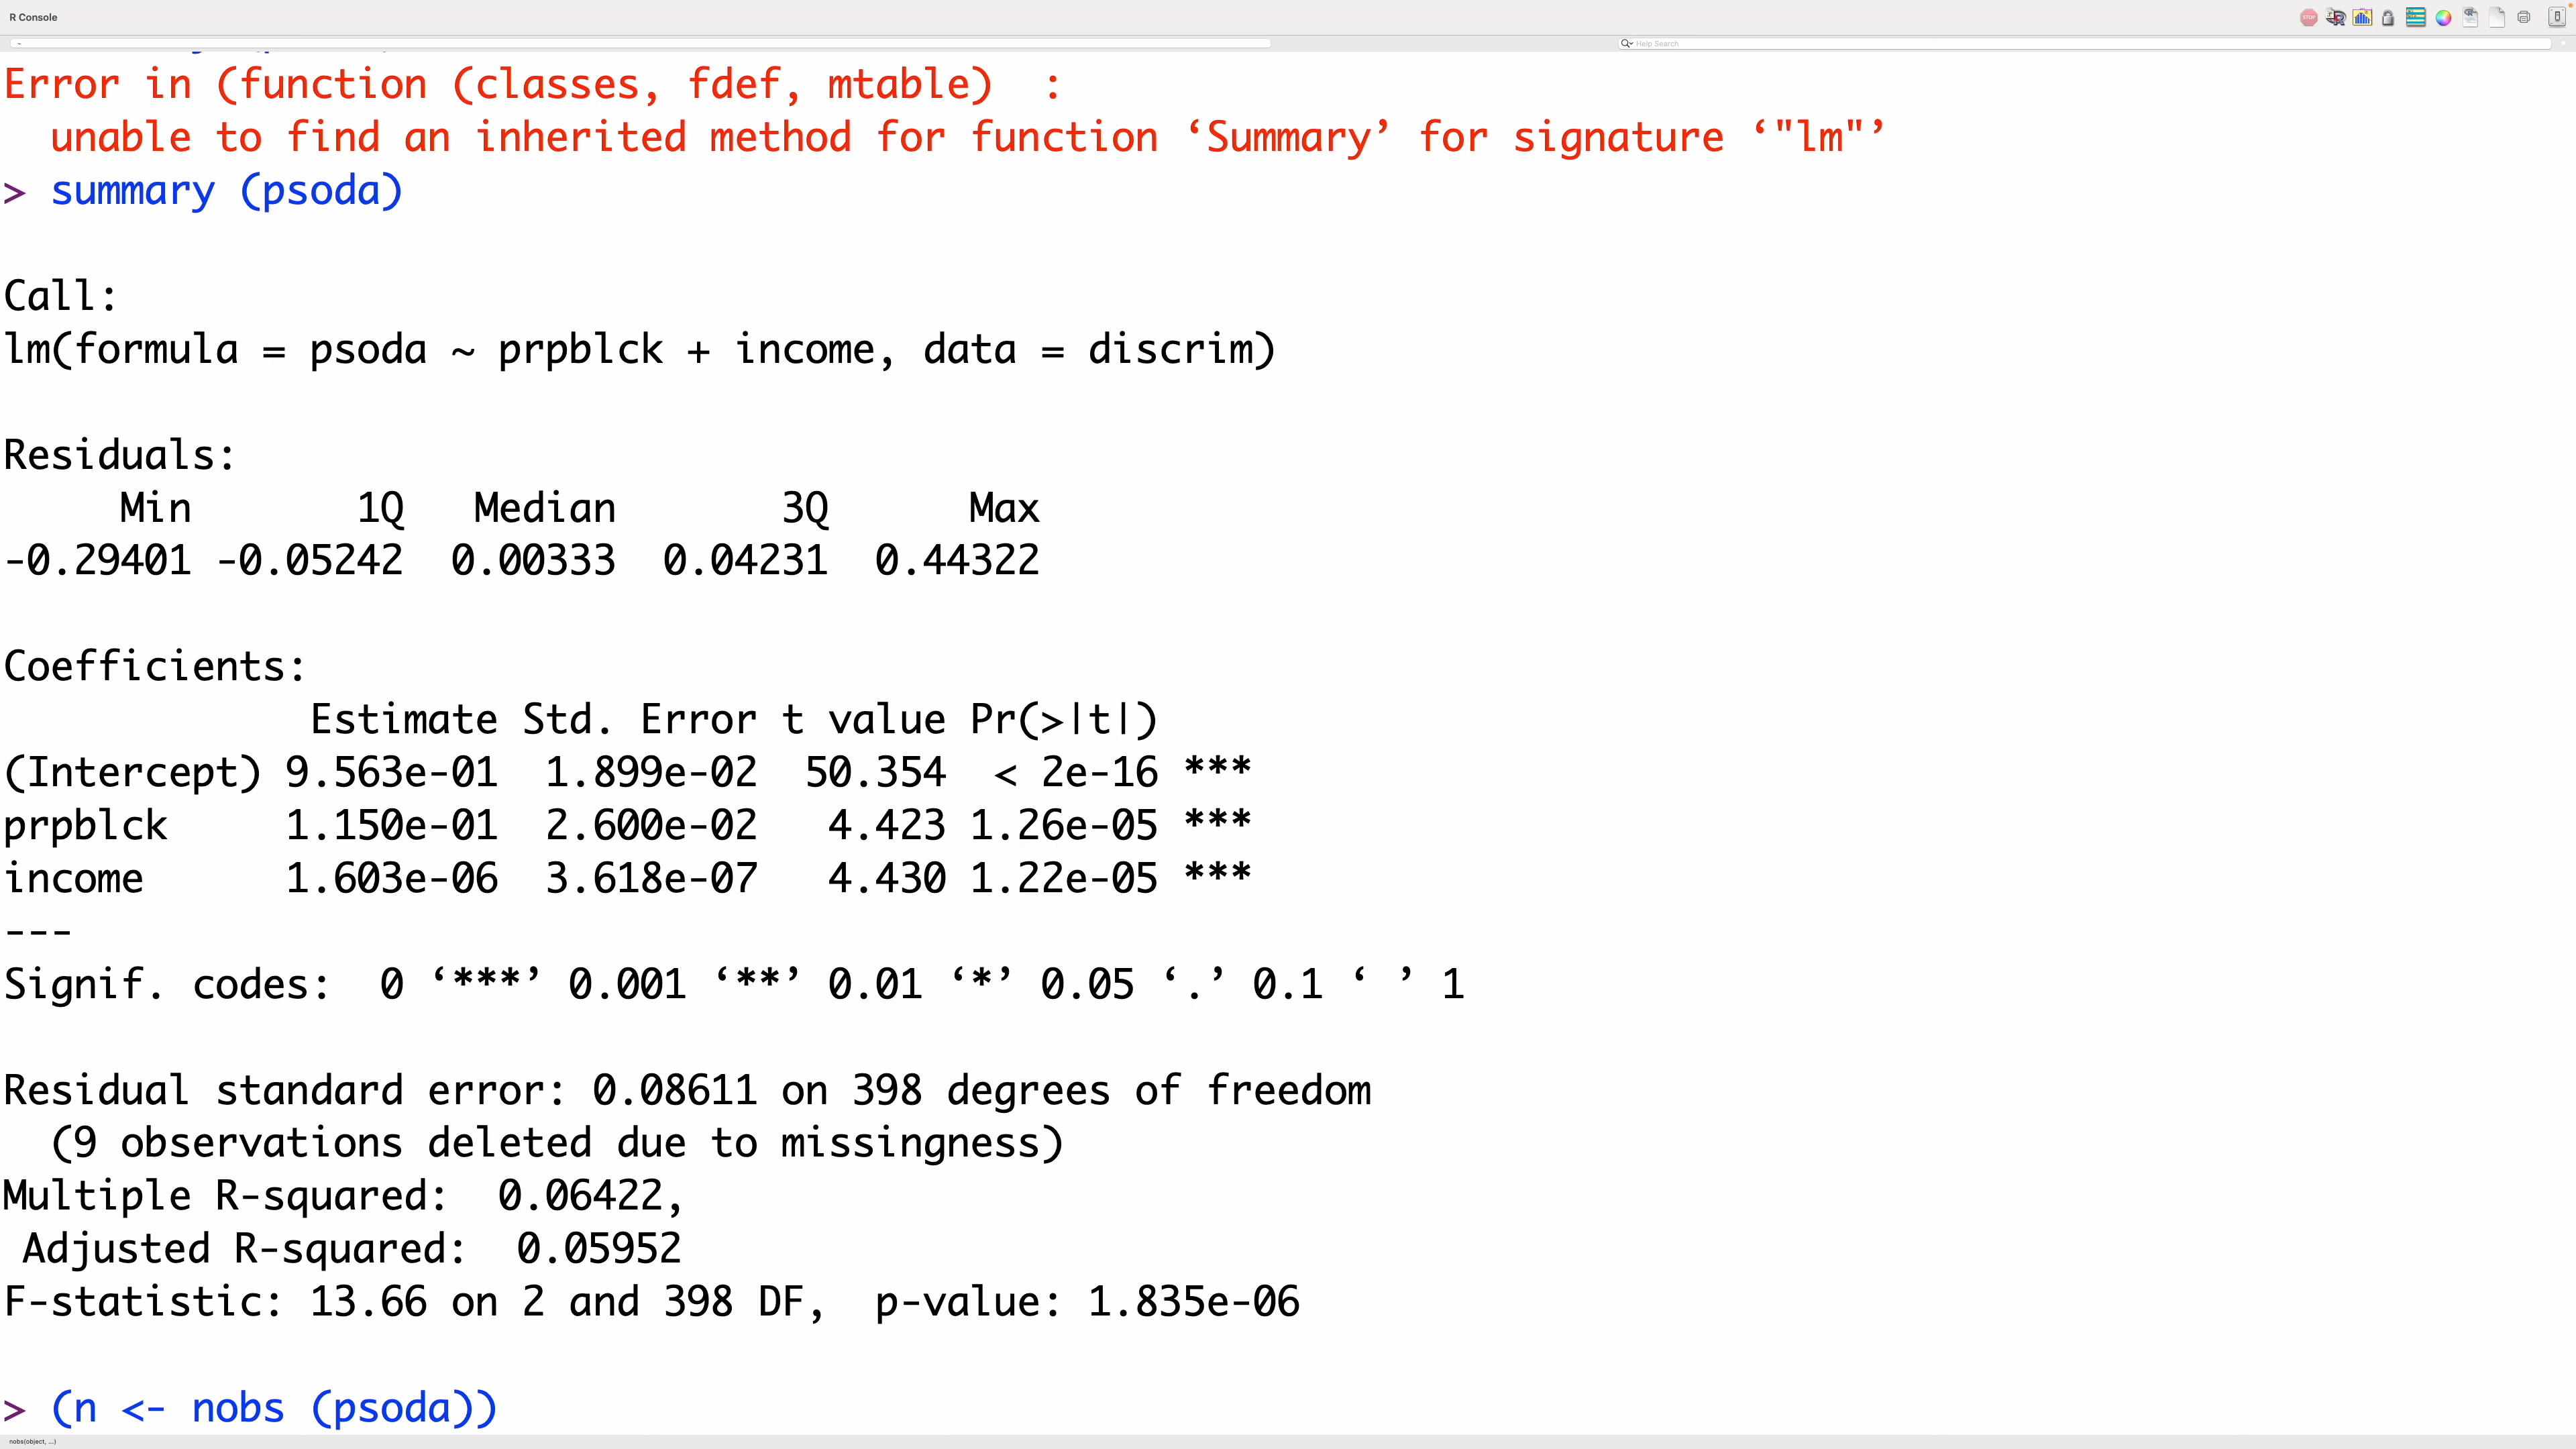 R Console
Help Search
Error in (function (classes, fdef, mtable)  :
  unable to find an inherited method for function ‘Summary’ for signature ‘"lm"’
> summary (psoda)
Call:
lm(formula = psoda ~ prpblck + income, data = discrim)
Residuals:
     Min       1Q   Median       3Q      Max
-0.29401 -0.05242  0.00333  0.04231  0.44322
Coefficients:
             Estimate Std. Error t value Pr(>|t|)
(Intercept) 9.563e-01  1.899e-02  50.354  < 2e-16 ***
prpblck     1.150e-01  2.600e-02   4.423 1.26e-05 ***
income      1.603e-06  3.618e-07   4.430 1.22e-05 ***
---
Signif. codes:  0 ‘***’ 0.001 ‘**’ 0.01 ‘*’ 0.05 ‘.’ 0.1 ‘ ’ 1
Residual standard error: 0.08611 on 398 degrees of freedom
  (9 observations deleted due to missingness)
Multiple R-squared:  0.06422,
Adjusted R-squared:  0.05952
F-statistic: 13.66 on 2 and 398 DF,  p-value: 1.835e-06
> (n <- nobs (psoda))
nobs(object, ...)